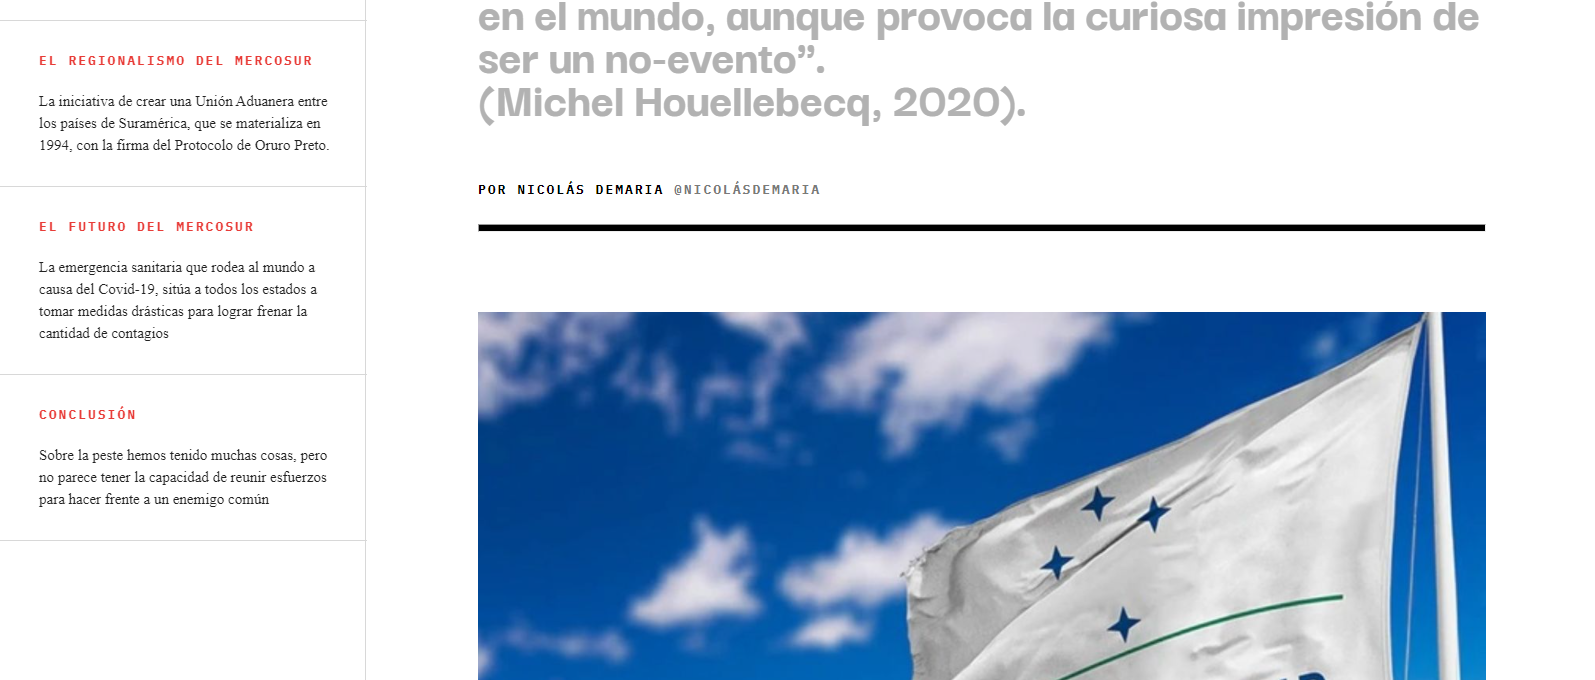 EL REGIONALISMO DEL MERCOSUR
La iniciativa de crear una Unión Aduanera entre
los países de Suramérica, que se materializa en
1994, con la firma del Protocolo de Oruro Preto.
EL FUTURO DEL MERCOSUR
La emergencia sanitaria que rodea al mundo a
causa del Covid-19, sitúa a todos los estados a
tomar medidas drásticas para lograr frenar la
cantidad de contagios
CONCLUSIÓN
Sobre la peste hemos tenido muchas cosas, pero
no parece tener la capacidad de reunir esfuerzos
para hacer frente a un enemigo común
en el mundo, aunque provoca la curiosa impresión de
ser un no-evento”.
(Michel Houellebecq, 2020).
POR NICOLÁS DEMARIA @NICOLÁSDEMARIA